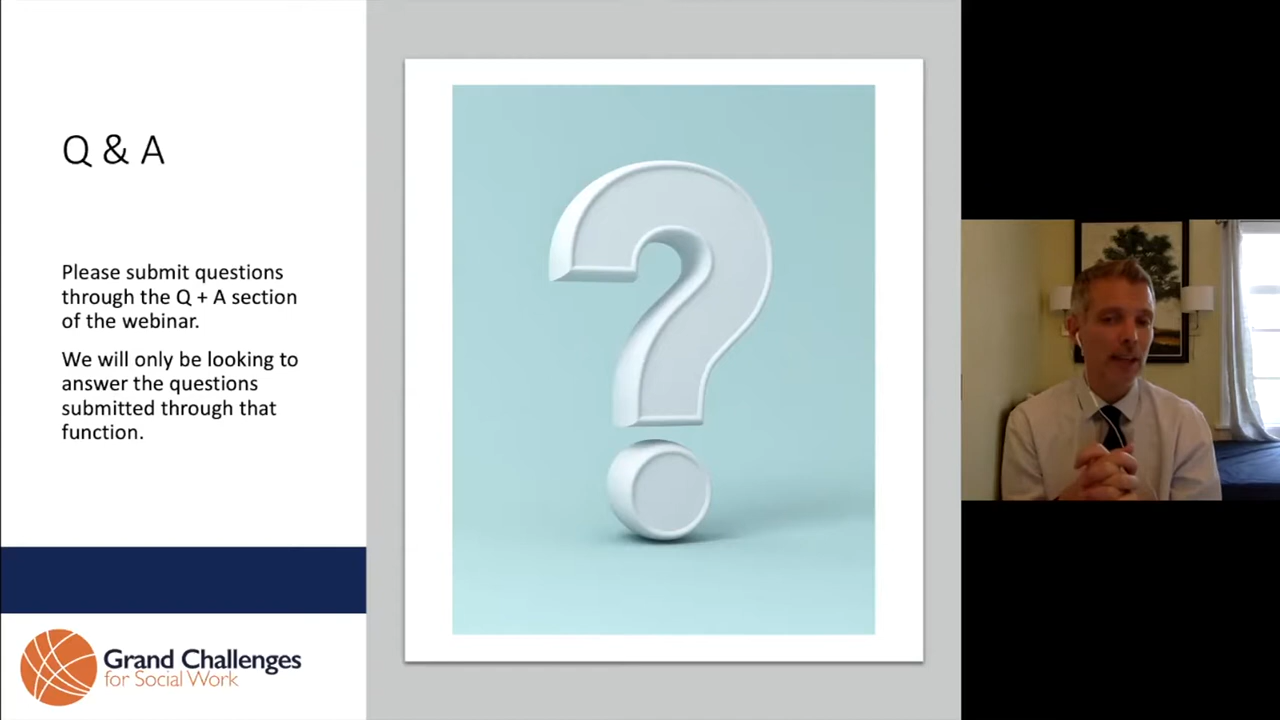 Q & A
Please submit questions
through the Q + A section
of the webinar.
We will only be looking to
answer the questions
submitted through that
function.
Grand Challenges
for Social Work